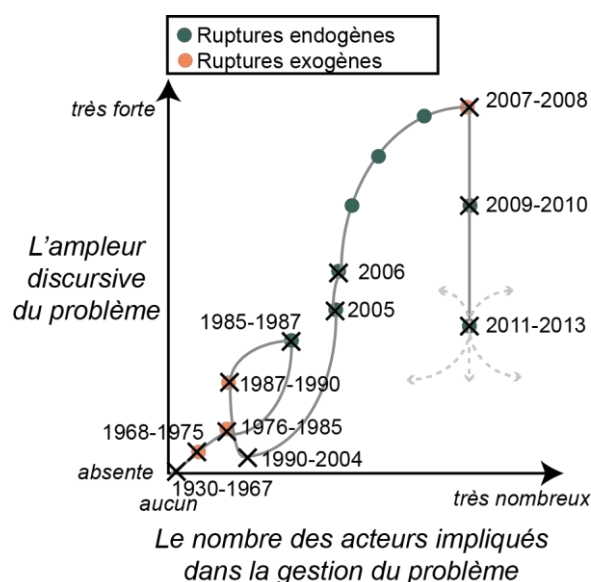 Ruptures endogènes
Ruptures exogènes
très forte
2007-2008
2009-2010
L'ampleur
discursive
du problème
2006
2005
1985-1987
2011-2013
1987-1990
1968-1975
1976-1985
1990-2004
absente
1930-1967
aucun
très nombreux
Le nombre des acteurs impliqués
dans la gestion du problème